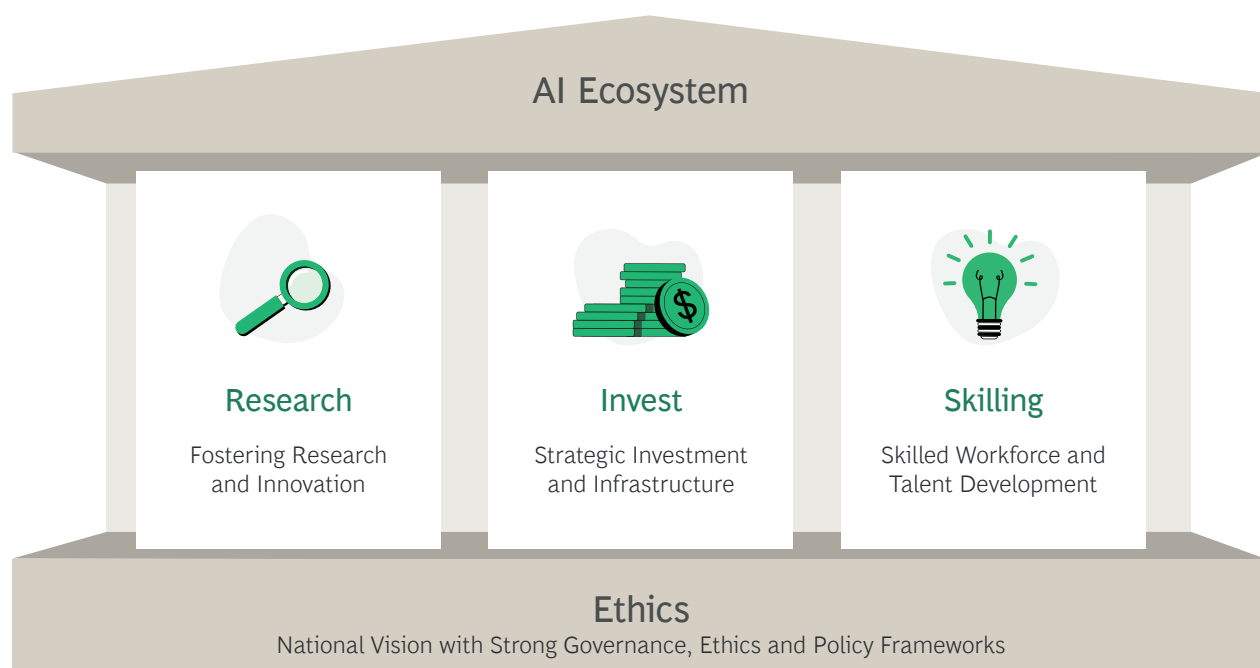 AI Ecosystem
Research
Fostering Research
and Innovation
Invest
Strategic Investment
and Infrastructure
Skilling
Skilled Workforce and
Talent Development
Ethics
National Vision with Strong Governance, Ethics and Policy Frameworks
$